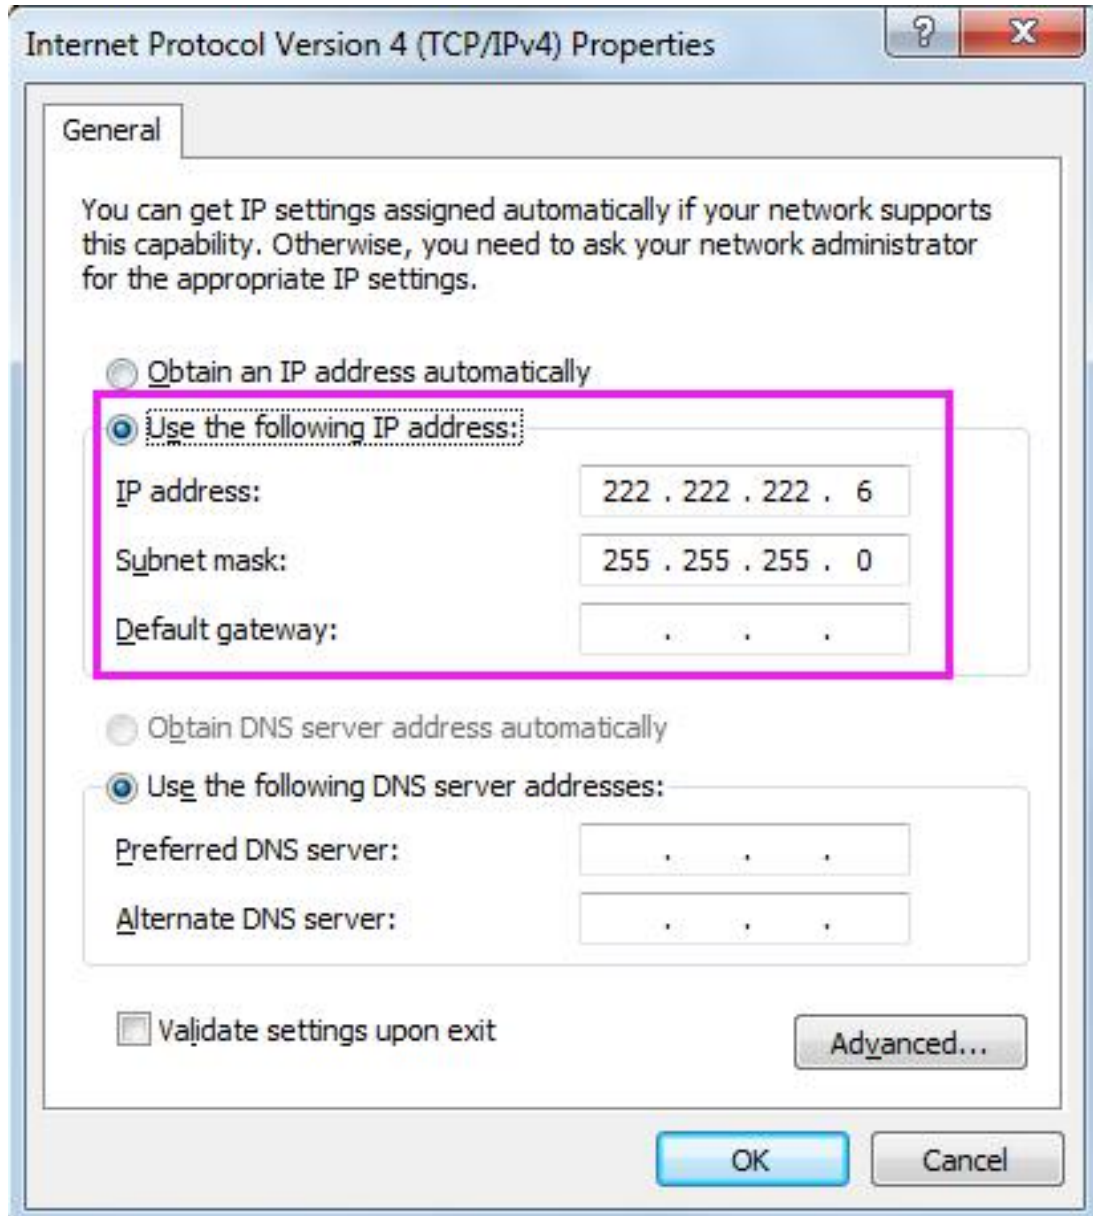 Internet Protocol Version 4 (TCP/IPv4) Properties
?
X
General
You can get IP settings assigned automatically if your network supports
this capability. Otherwise, you need to ask your network administrator
for the appropriate IP settings.
Obtain an IP address automatically
Use the following IP address:
IP address: 222 . 222 . 222 . 6
Subnet mask: 255 . 255 . 255 . 0
Default gateway: . . .
Obtain DNS server address automatically
Use the following DNS server addresses:
Preferred DNS server: . . .
Alternate DNS server: . . .
Validate settings upon exit
Advanced...
OK Cancel